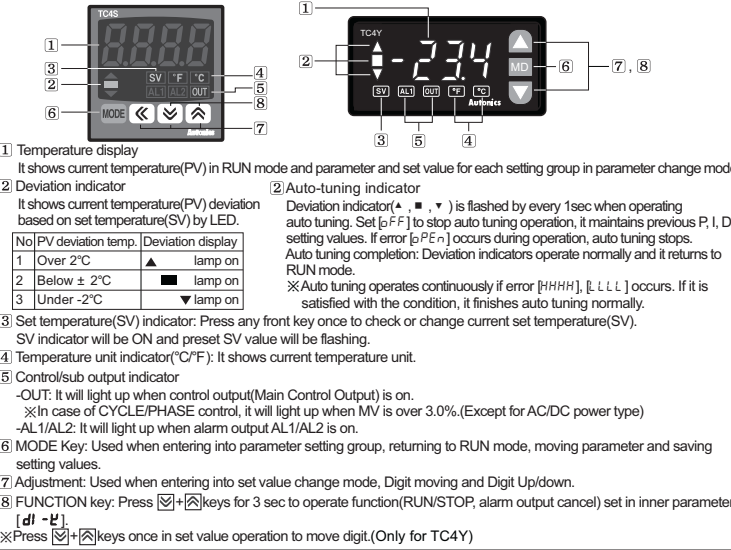 TC4S
8.8.8.8
SV °F °C
AL1 AL2 OUT
MODE
Autonics
1
3
2
6
4
5
8
7
TC4Y
-23.4
MD
SV AL1 OUT °F °C
Autonics
1
2
6
7, 8
3
5
4
1 Temperature display
It shows current temperature(PV) in RUN mode and parameter and set value for each setting group in parameter change mod
2 Deviation indicator
It shows current temperature(PV) deviation
based on set temperature(SV) by LED.
No PV deviation temp. Deviation display
1 Over 2℃ ▲ lamp on
2 Below ± 2℃ ■ lamp on
3 Under -2℃ ▼ lamp on
2 Auto-tuning indicator
Deviation indicator(▲ , ■ , ▼ ) is flashed by every 1sec when operating
auto tuning. Set [oFF] to stop auto tuning operation, it maintains previous P, I, D
setting values. If error [oPEn] occurs during operation, auto tuning stops.
Auto tuning completion: Deviation indicators operate normally and it returns to
RUN mode.
※Auto tuning operates continuously if error [HHHH], [LLLL] occurs. If it is
satisfied with the condition, it finishes auto tuning normally.
3 Set temperature(SV) indicator: Press any front key once to check or change current set temperature(SV).
SV indicator will be ON and preset SV value will be flashing.
4 Temperature unit indicator(℃/℉): It shows current temperature unit.
5 Control/sub output indicator
-OUT: It will light up when control output(Main Control Output) is on.
※In case of CYCLE/PHASE control, it will light up when MV is over 3.0%.(Except for AC/DC power type)
-AL1/AL2: It will light up when alarm output AL1/AL2 is on.
6 MODE Key: Used when entering into parameter setting group, returning to RUN mode, moving parameter and saving
setting values.
7 Adjustment: Used when entering into set value change mode, Digit moving and Digit Up/down.
8 FUNCTION key: Press + keys for 3 sec to operate function(RUN/STOP, alarm output cancel) set in inner parameter
[dI -K].
※Press + keys once in set value operation to move digit.(Only for TC4Y)